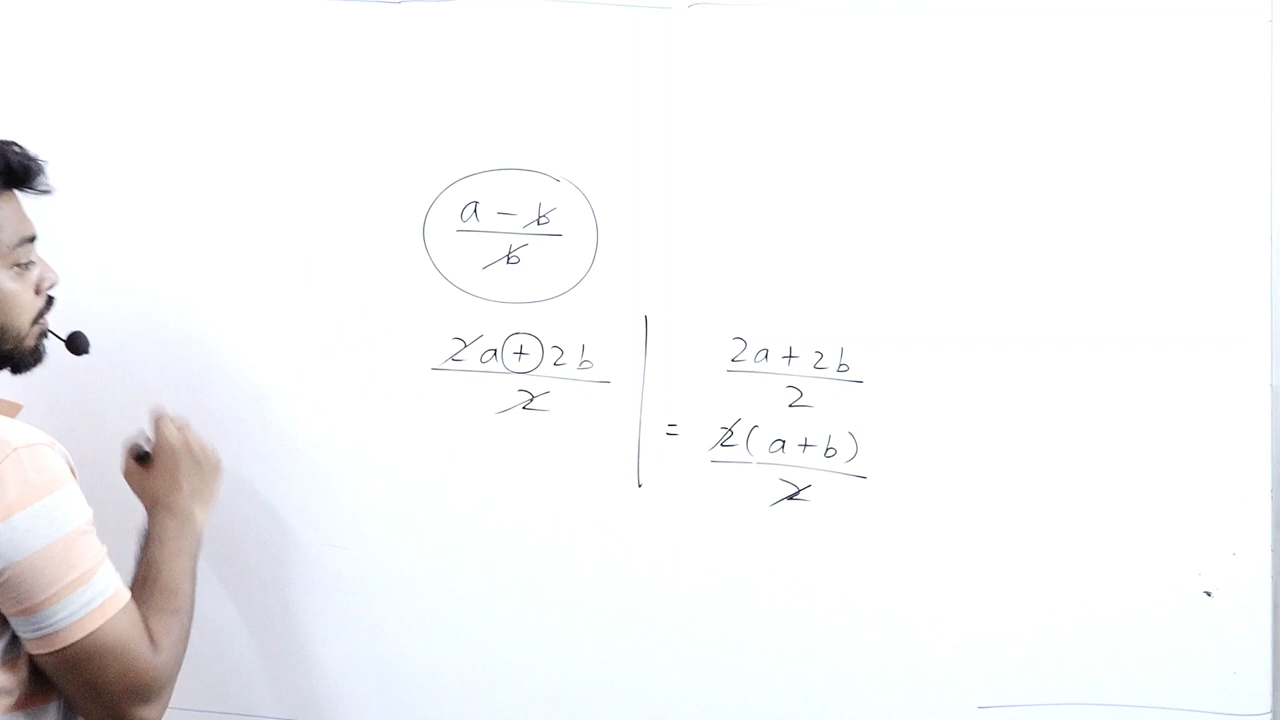 a - b
b
2a + 2b
2
2a + 2b
2
= 2(a + b)
2